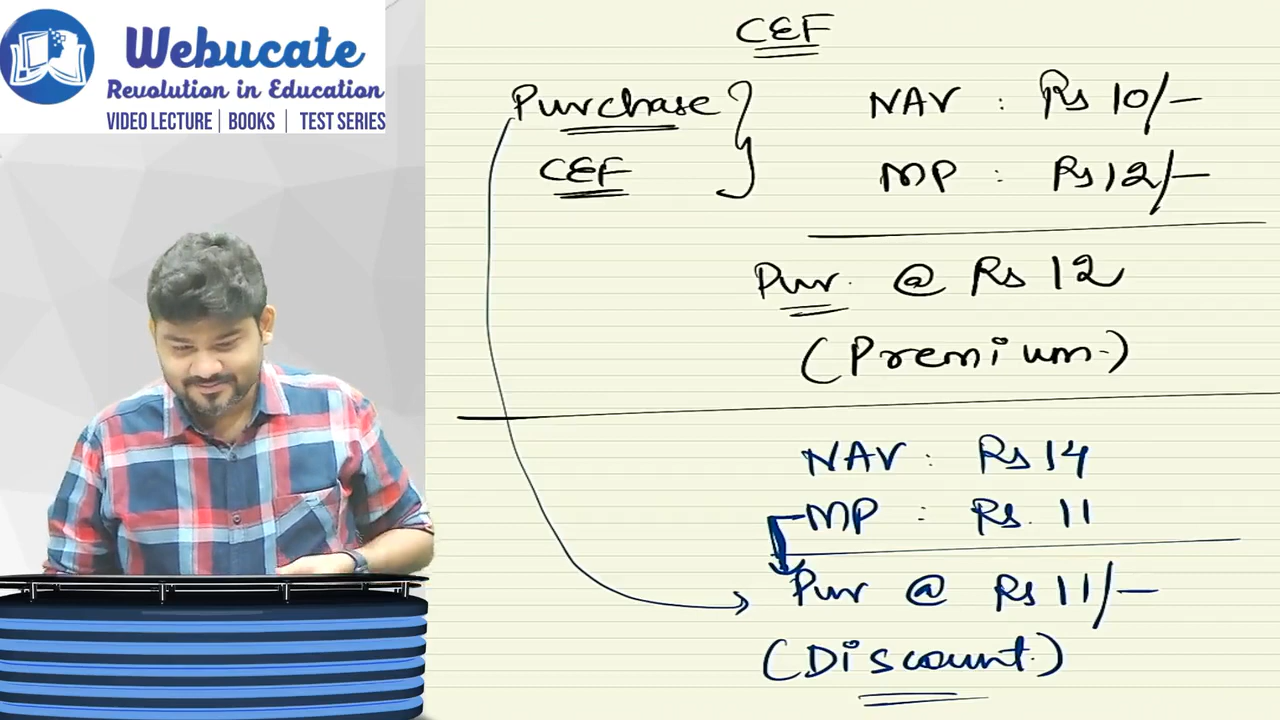 Webucate
Revolution in Education
VIDEO LECTURE | BOOKS | TEST SERIES
CEF
Purchase
CEF
NAV : Rs 10/-
MP : Rs 12/-
Pur. @ Rs 12
(Premium.)
NAV : Rs 14
MP : Rs. 11
Pur @ Rs 11/-
(Discount.)